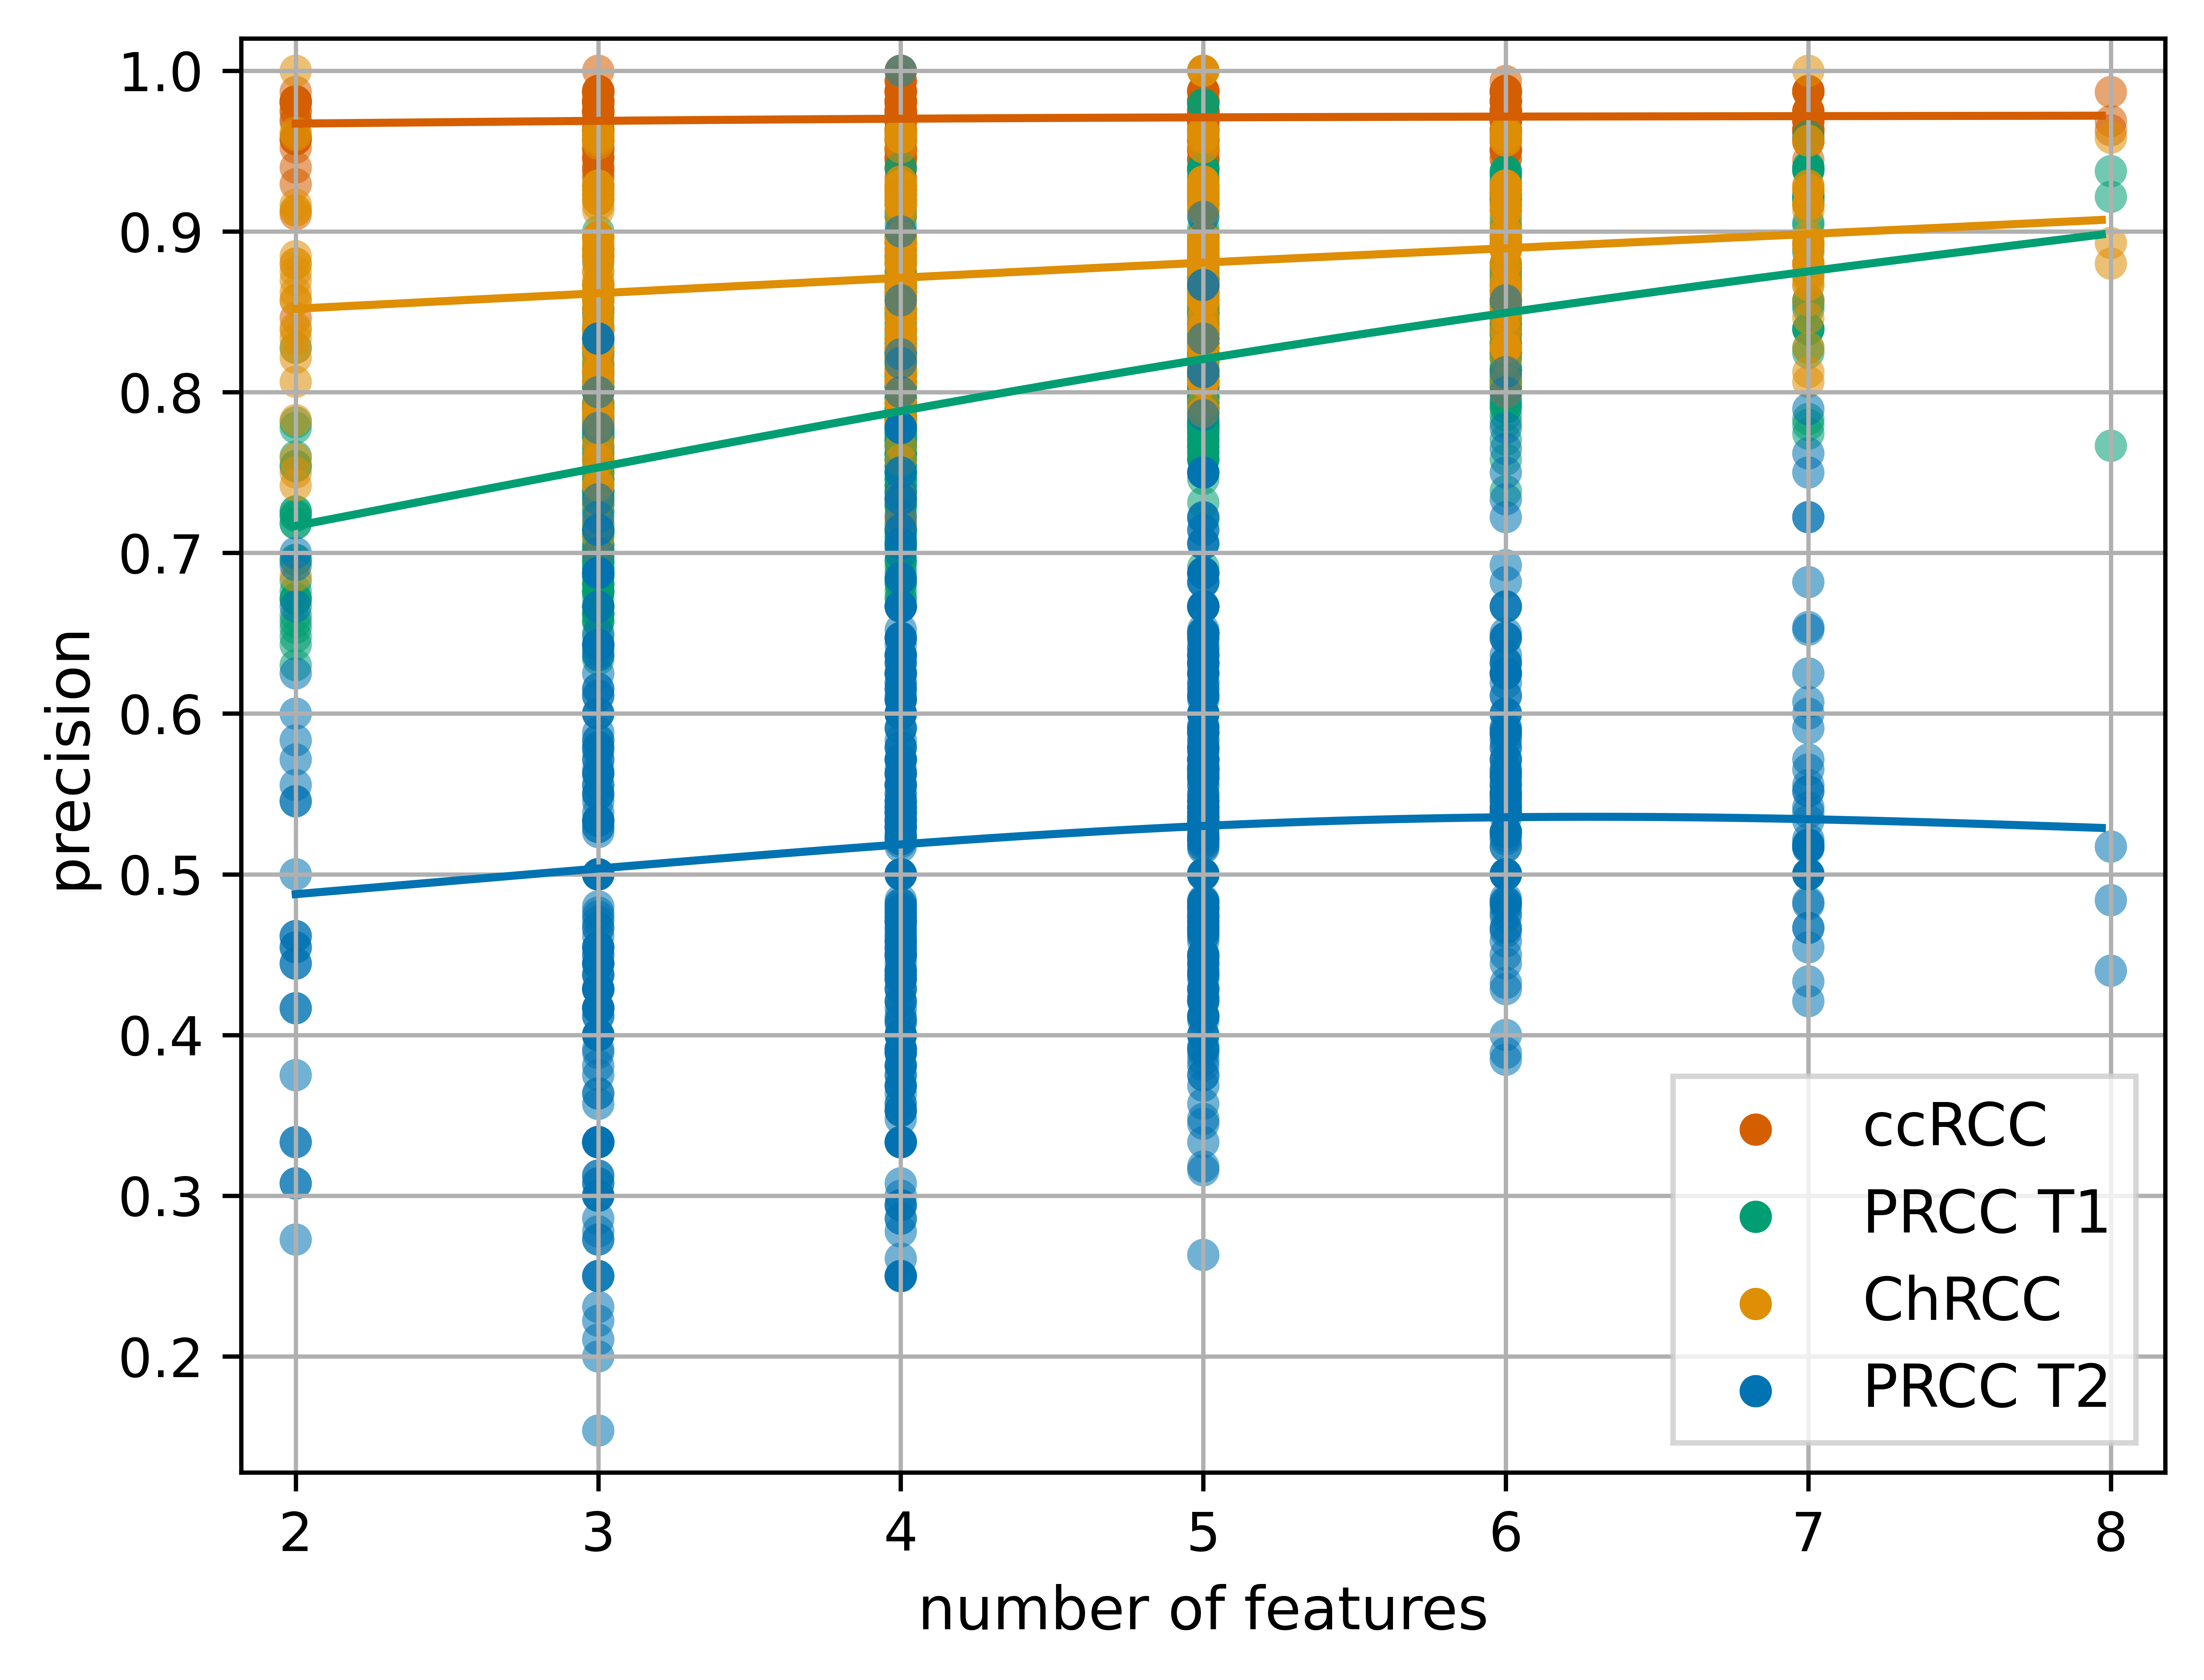 1.0
0.9
0.8
0.7
0.6
0.5
0.4
0.3
0.2
precision
ccRCC
PRCC T1
ChRCC
PRCC T2
2 3 4 5 6 7 8
number of features